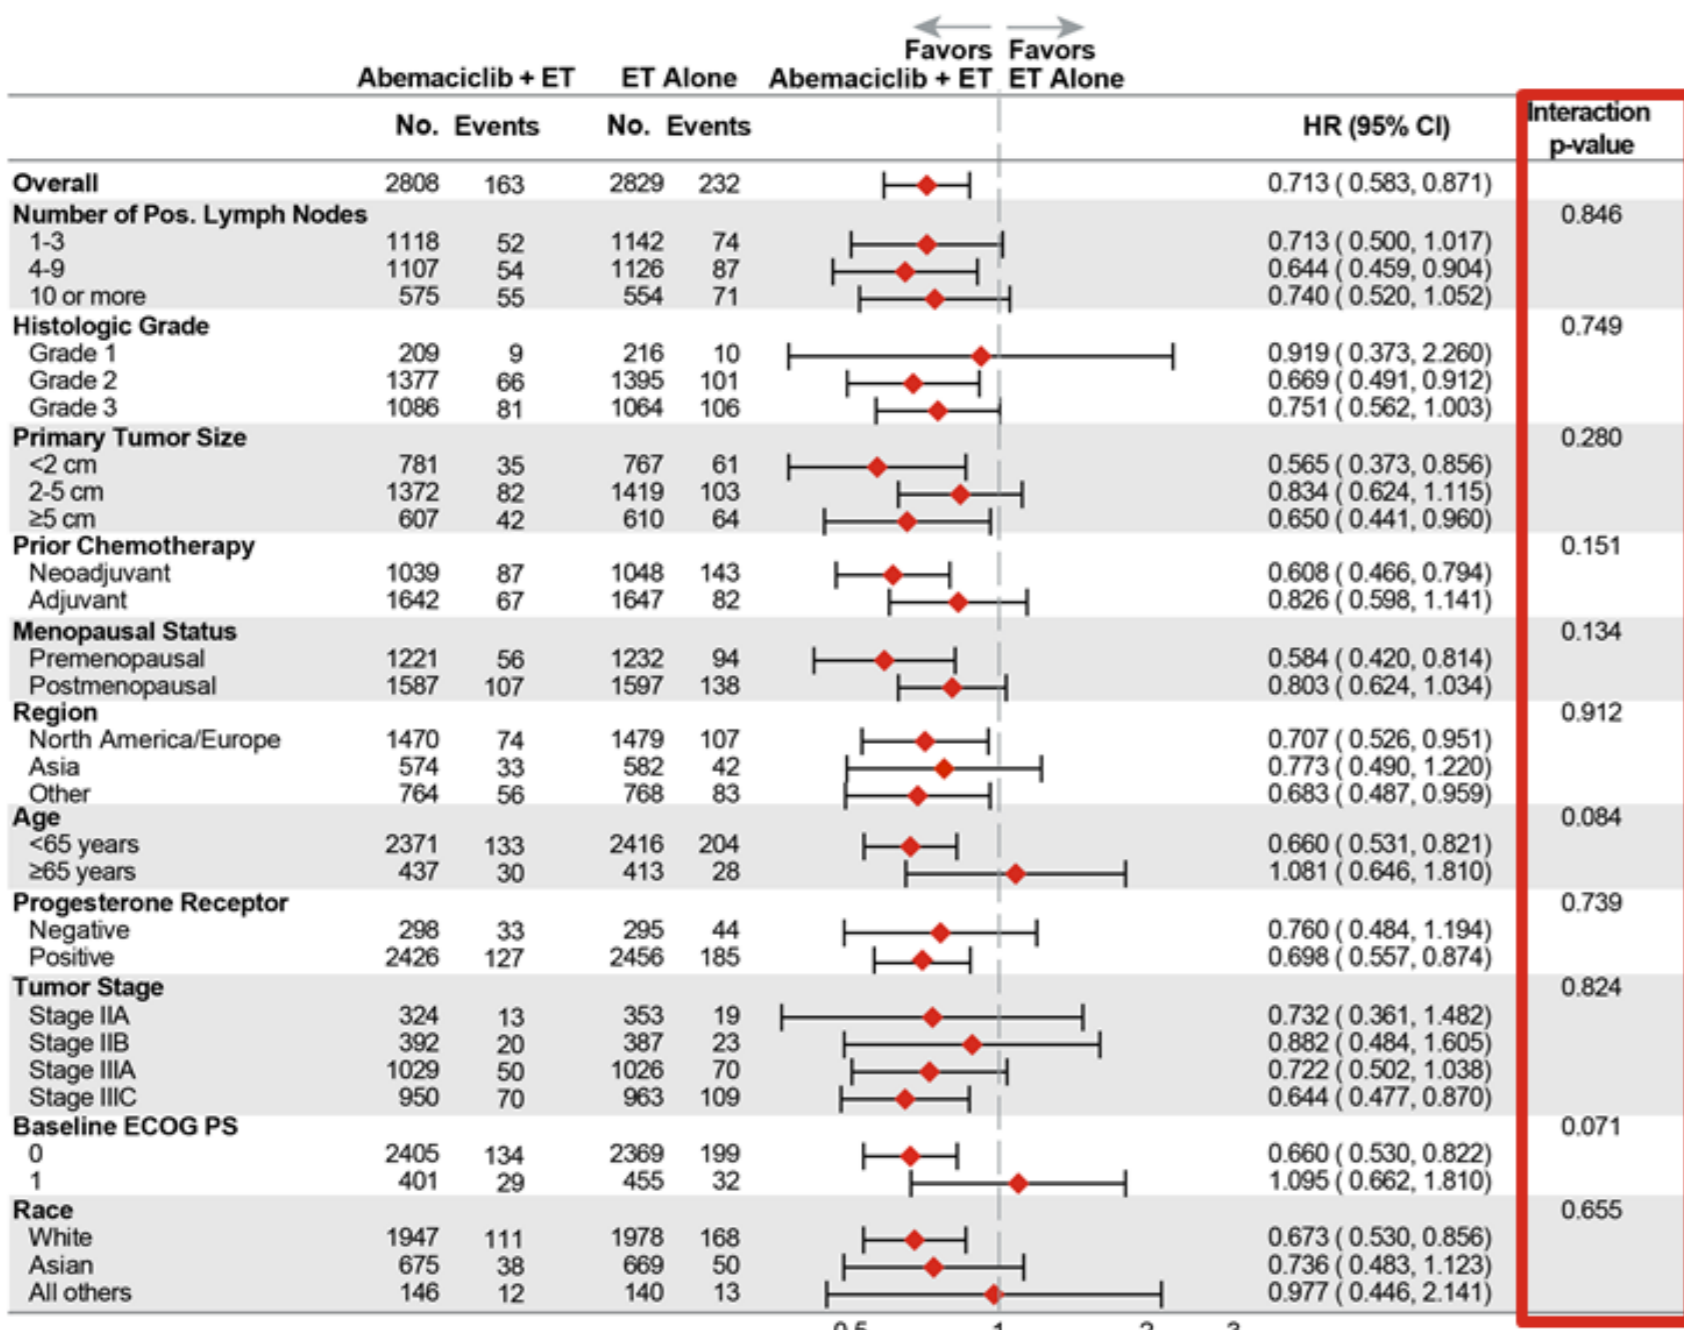 Favors Favors
Abemaciclib + ET ET Alone Abemaciclib + ET ET Alone
No. Events No. Events HR (95% CI) Interaction p-value
Overall 2808 163 2829 232 0.713 ( 0.583, 0.871)
Number of Pos. Lymph Nodes 0.846
1-3 1118 52 1142 74 0.713 ( 0.500, 1.017)
4-9 1107 54 1126 87 0.644 ( 0.459, 0.904)
10 or more 575 55 554 71 0.740 ( 0.520, 1.052)
Histologic Grade 0.749
Grade 1 209 9 216 10 0.919 ( 0.373, 2.260)
Grade 2 1377 66 1395 101 0.669 ( 0.491, 0.912)
Grade 3 1086 81 1064 106 0.751 ( 0.562, 1.003)
Primary Tumor Size 0.280
<2 cm 781 35 767 61 0.565 ( 0.373, 0.856)
2-5 cm 1372 82 1419 103 0.834 ( 0.624, 1.115)
≥5 cm 607 42 610 64 0.650 ( 0.441, 0.960)
Prior Chemotherapy 0.151
Neoadjuvant 1039 87 1048 143 0.608 ( 0.466, 0.794)
Adjuvant 1642 67 1647 82 0.826 ( 0.598, 1.141)
Menopausal Status 0.134
Premenopausal 1221 56 1232 94 0.584 ( 0.420, 0.814)
Postmenopausal 1587 107 1597 138 0.803 ( 0.624, 1.034)
Region 0.912
North America/Europe 1470 74 1479 107 0.707 ( 0.526, 0.951)
Asia 574 33 582 42 0.773 ( 0.490, 1.220)
Other 764 56 768 83 0.683 ( 0.487, 0.959)
Age 0.084
<65 years 2371 133 2416 204 0.660 ( 0.531, 0.821)
≥65 years 437 30 413 28 1.081 ( 0.646, 1.810)
Progesterone Receptor 0.739
Negative 298 33 295 44 0.760 ( 0.484, 1.194)
Positive 2426 127 2456 185 0.698 ( 0.557, 0.874)
Tumor Stage 0.824
Stage IIA 324 13 353 19 0.732 ( 0.361, 1.482)
Stage IIB 392 20 387 23 0.882 ( 0.484, 1.605)
Stage IIIA 1029 50 1026 70 0.722 ( 0.502, 1.038)
Stage IIIC 950 70 963 109 0.644 ( 0.477, 0.870)
Baseline ECOG PS 0.071
0 2405 134 2369 199 0.660 ( 0.530, 0.822)
1 401 29 455 32 1.095 ( 0.662, 1.810)
Race 0.655
White 1947 111 1978 168 0.673 ( 0.530, 0.856)
Asian 675 38 669 50 0.736 ( 0.483, 1.123)
All others 146 12 140 13 0.977 ( 0.446, 2.141)
0.5 1 2 3